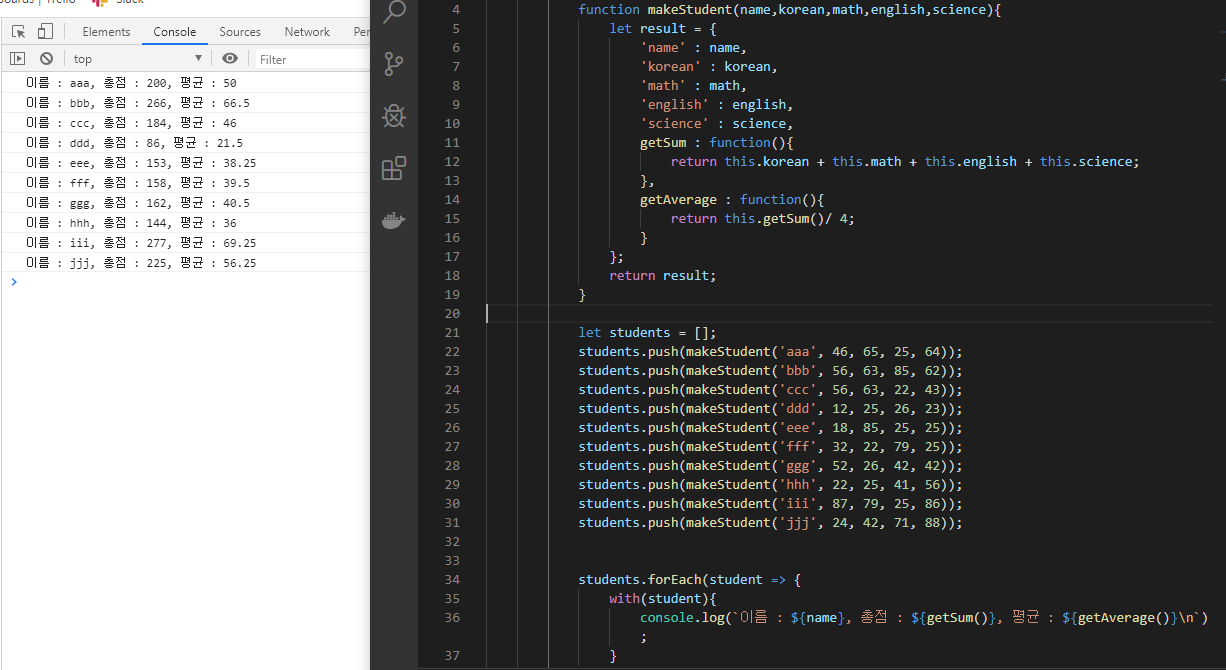 Slack
Elements Console Sources Network Per
top Filter
이름 : aaa, 총점 : 200, 평균 : 50
이름 : bbb, 총점 : 266, 평균 : 66.5
이름 : ccc, 총점 : 184, 평균 : 46
이름 : ddd, 총점 : 86, 평균 : 21.5
이름 : eee, 총점 : 153, 평균 : 38.25
이름 : fff, 총점 : 158, 평균 : 39.5
이름 : ggg, 총점 : 162, 평균 : 40.5
이름 : hhh, 총점 : 144, 평균 : 36
이름 : iii, 총점 : 277, 평균 : 69.25
이름 : jjj, 총점 : 225, 평균 : 56.25
>
4 function makeStudent(name,korean,math,english,science){
5 let result = {
6 'name' : name,
7 'korean' : korean,
8 'math' : math,
9 'english' : english,
10 'science' : science,
11 getSum : function(){
12 return this.korean + this.math + this.english + this.science;
13 },
14 getAverage : function(){
15 return this.getSum()/ 4;
16 }
17 };
18 return result;
19 }
20
21 let students = [];
22 students.push(makeStudent('aaa', 46, 65, 25, 64));
23 students.push(makeStudent('bbb', 56, 63, 85, 62));
24 students.push(makeStudent('ccc', 56, 63, 22, 43));
25 students.push(makeStudent('ddd', 12, 25, 26, 23));
26 students.push(makeStudent('eee', 18, 85, 25, 25));
27 students.push(makeStudent('fff', 32, 22, 79, 25));
28 students.push(makeStudent('ggg', 52, 26, 42, 42));
29 students.push(makeStudent('hhh', 22, 25, 41, 56));
30 students.push(makeStudent('iii', 87, 79, 25, 86));
31 students.push(makeStudent('jjj', 24, 42, 71, 88));
32
33
34 students.forEach(student => {
35 with(student){
36 console.log(`이름 : ${name}, 총점 : ${getSum()}, 평균 : ${getAverage()}\n`)
;
37 }